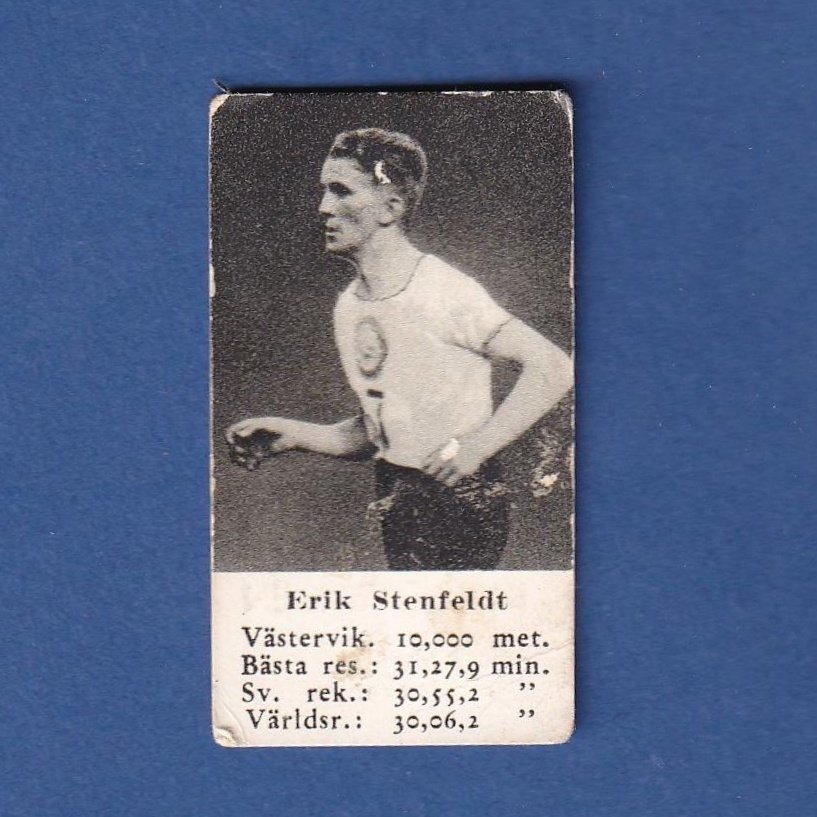 Erik Stenfeldt
Västervik. 10,000 met.
Bästa res.: 31,27,9 min.
Sv. rek.: 30,55,2 ”
Världsr.: 30,06,2 ”